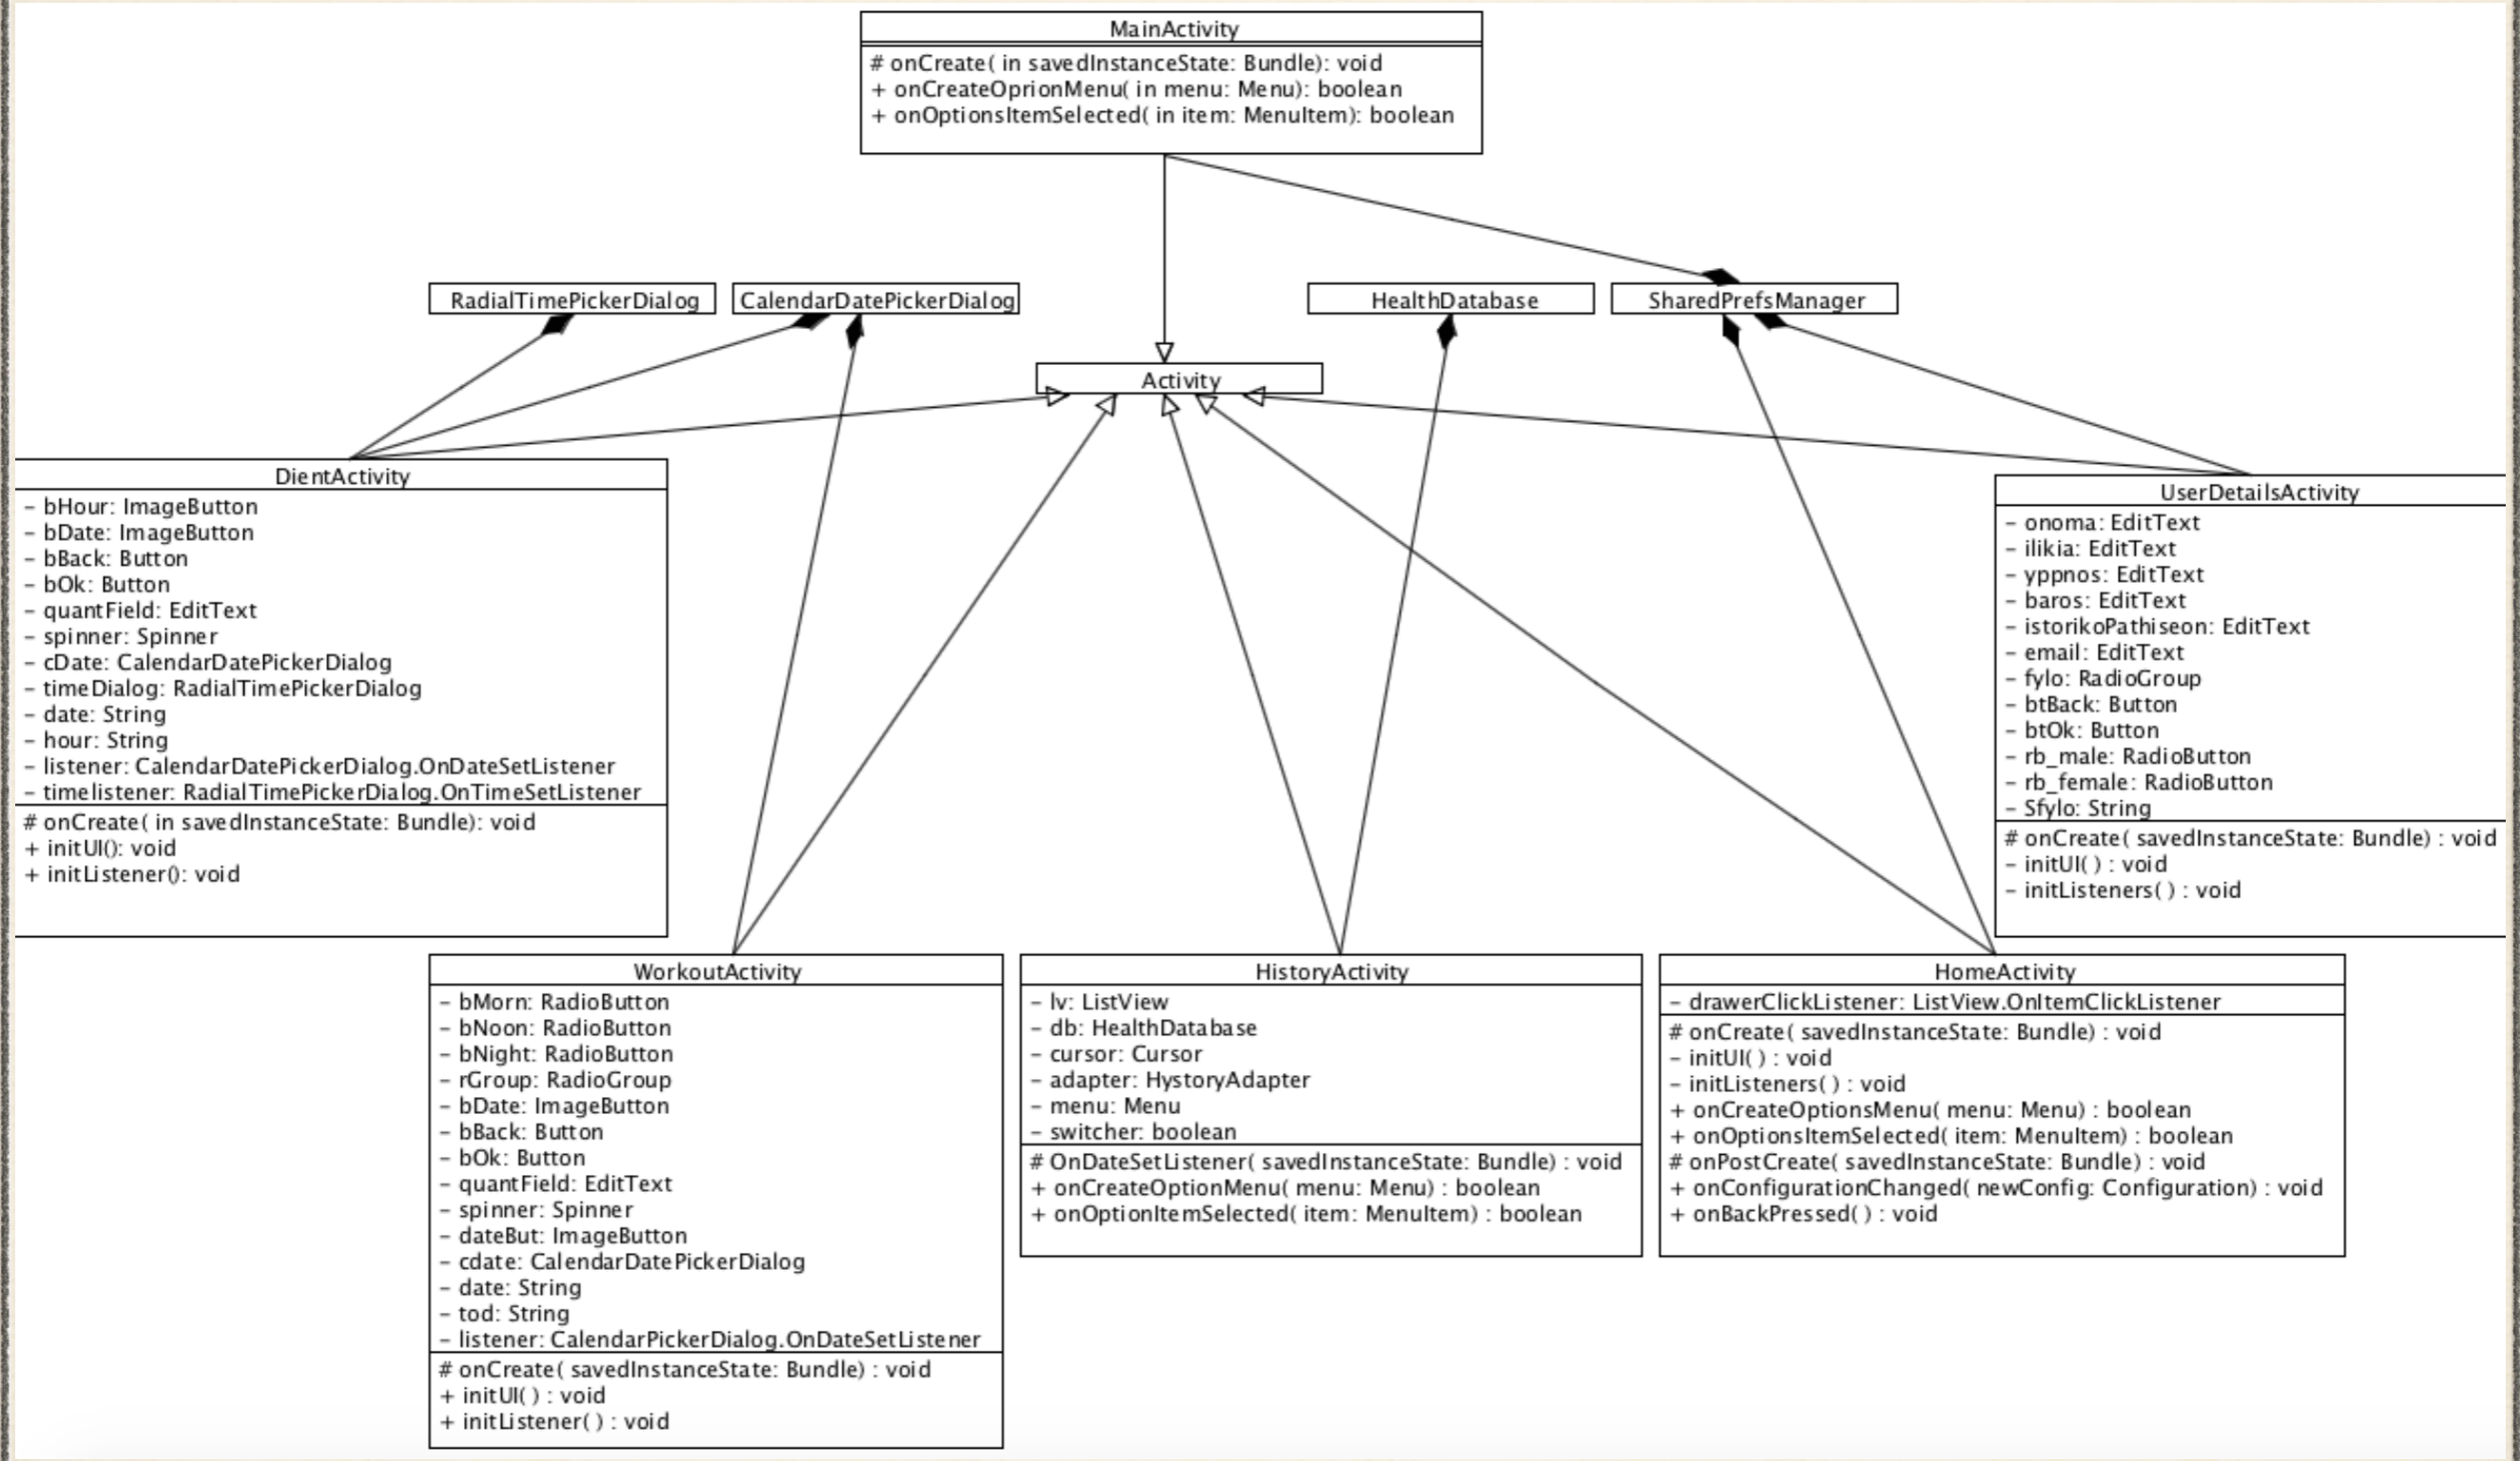 MainActivity
# onCreate( in savedInstanceState: Bundle): void
+ onCreateOprionMenu( in menu: Menu): boolean
+ onOptionsItemSelected( in item: MenuItem): boolean
RadialTimePickerDialog
CalendarDatePickerDialog
HealthDatabase
SharedPrefsManager
Activity
DientActivity
- bHour: ImageButton
- bDate: ImageButton
- bBack: Button
- bOk: Button
- quantField: EditText
- spinner: Spinner
- cDate: CalendarDatePickerDialog
- timeDialog: RadialTimePickerDialog
- date: String
- hour: String
- listener: CalendarDatePickerDialog.OnDateSetListener
- timelistener: RadialTimePickerDialog.OnTimeSetListener
# onCreate( in savedInstanceState: Bundle): void
+ initUI(): void
+ initListener(): void
UserDetailsActivity
- onoma: EditText
- ilikia: EditText
- yppnos: EditText
- baros: EditText
- istorikoPathiseon: EditText
- email: EditText
- fylo: RadioGroup
- btBack: Button
- btOk: Button
- rb_male: RadioButton
- rb_female: RadioButton
- Sfylo: String
# onCreate( savedInstanceState: Bundle) : void
- initUI( ) : void
- initListeners( ) : void
WorkoutActivity
- bMorn: RadioButton
- bNoon: RadioButton
- bNight: RadioButton
- rGroup: RadioGroup
- bDate: ImageButton
- bBack: Button
- bOk: Button
- quantField: EditText
- spinner: Spinner
- dateBut: ImageButton
- cdate: CalendarDatePickerDialog
- date: String
- tod: String
- listener: CalendarPickerDialog.OnDateSetListener
# onCreate( savedInstanceState: Bundle) : void
+ initUI( ) : void
+ initListener( ) : void
HistoryActivity
- lv: ListView
- db: HealthDatabase
- cursor: Cursor
- adapter: HystoryAdapter
- menu: Menu
- switcher: boolean
# OnDateSetListener( savedInstanceState: Bundle) : void
+ onCreateOptionMenu( menu: Menu) : boolean
+ onOptionItemSelected( item: MenuItem) : boolean
HomeActivity
- drawerClickListener: ListView.OnItemClickListener
# onCreate( savedInstanceState: Bundle) : void
- initUI( ) : void
- initListeners( ) : void
+ onCreateOptionsMenu( menu: Menu) : boolean
+ onOptionsItemSelected( item: MenuItem) : boolean
# onPostCreate( savedInstanceState: Bundle) : void
+ onConfigurationChanged( newConfig: Configuration) : void
+ onBackPressed( ) : void